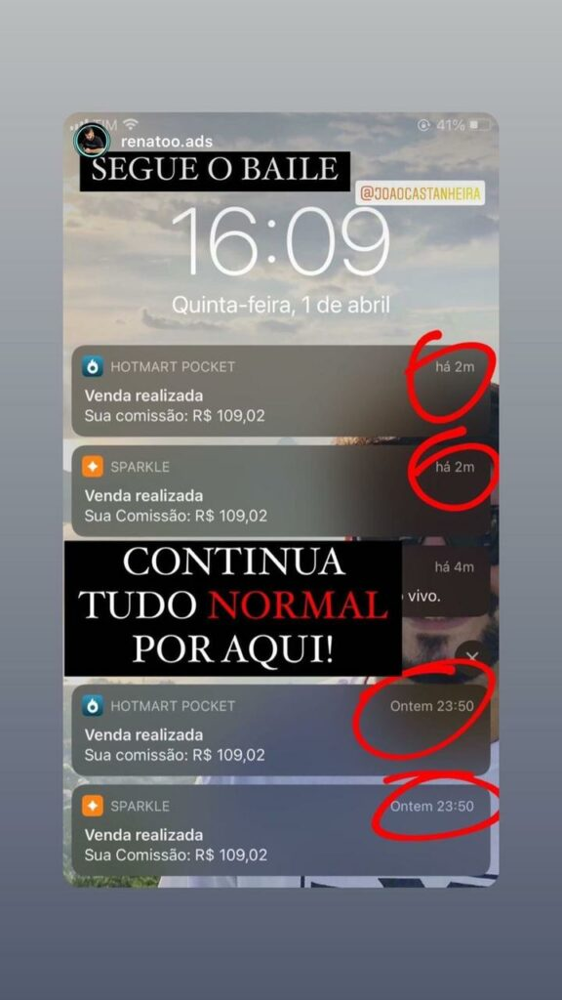 TIM
41%
renatoo.ads
SEGUE O BAILE
@JOAOCASTANHEIRA
16:09
Quinta-feira, 1 de abril
HOTMART POCKET há 2m
Venda realizada
Sua comissão: R$ 109,02
SPARKLE há 2m
Venda realizada
Sua Comissão: R$ 109,02
há 4m
vivo.
CONTINUA
TUDO NORMAL
POR AQUI!
HOTMART POCKET Ontem 23:50
Venda realizada
Sua comissão: R$ 109,02
SPARKLE Ontem 23:50
Venda realizada
Sua Comissão: R$ 109,02